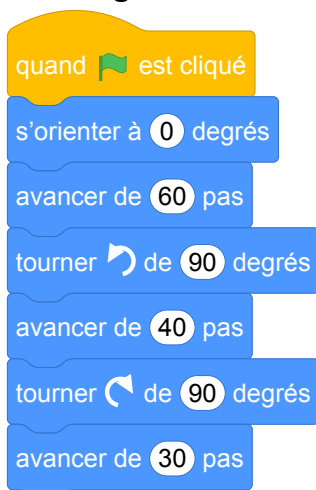 quand est cliqué
s'orienter à 0 degrés
avancer de 60 pas
tourner de 90 degrés
avancer de 40 pas
tourner de 90 degrés
avancer de 30 pas